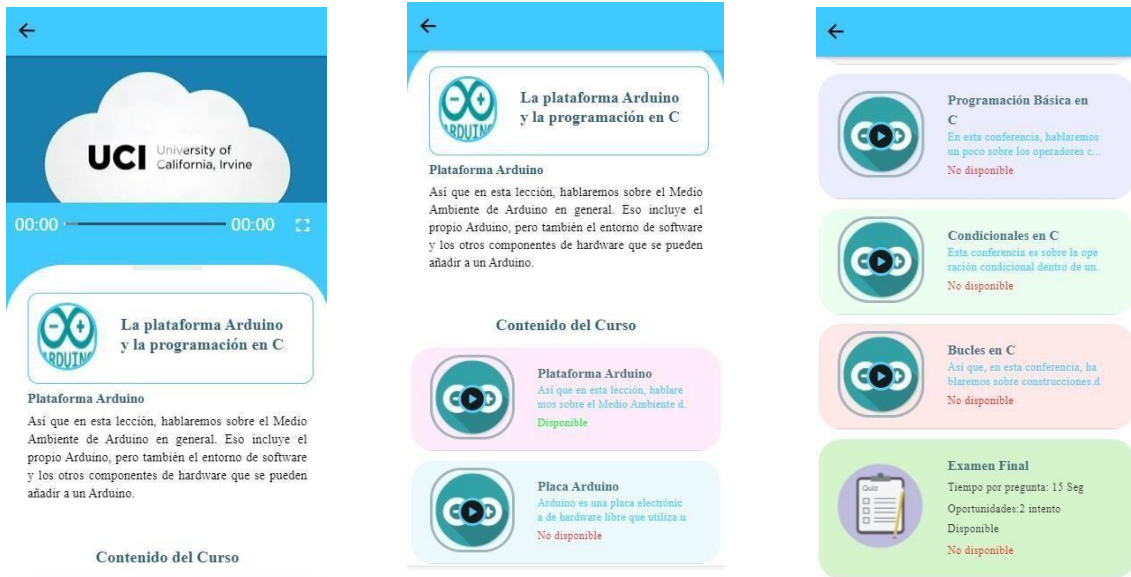 UCI University of
California, Irvine
00:00 00:00
ARDUINO
La plataforma Arduino
y la programación en C
Plataforma Arduino
Así que en esta lección, hablaremos sobre el Medio
Ambiente de Arduino en general. Eso incluye el
propio Arduino, pero también el entorno de software
y los otros componentes de hardware que se pueden
añadir a un Arduino.
Contenido del Curso
ARDUINO
La plataforma Arduino
y la programación en C
Plataforma Arduino
Así que en esta lección, hablaremos sobre el Medio
Ambiente de Arduino en general. Eso incluye el
propio Arduino, pero también el entorno de software
y los otros componentes de hardware que se pueden
añadir a un Arduino.
Contenido del Curso
Plataforma Arduino
Así que en esta lección, hablare
mos sobre el Medio Ambiente d.
Disponible
Placa Arduino
Arduino es una placa electrónic
a de hardware libre que utiliza.u
No disponible
Programación Básica en
C
En esta conferencia, hablaremos
un poco sobre los operadores c...
No disponible
Condicionales en C
Esta conferencia es sobre la ope
ración condicional dentro de un.
No disponible
Bucles en C
Así que, en esta conferencia, ha
blaremos sobre construcciones.d
No disponible
Quiz
Examen Final
Tiempo por pregunta: 15 Seg
Oportunidades:2 intento
Disponible
No disponible